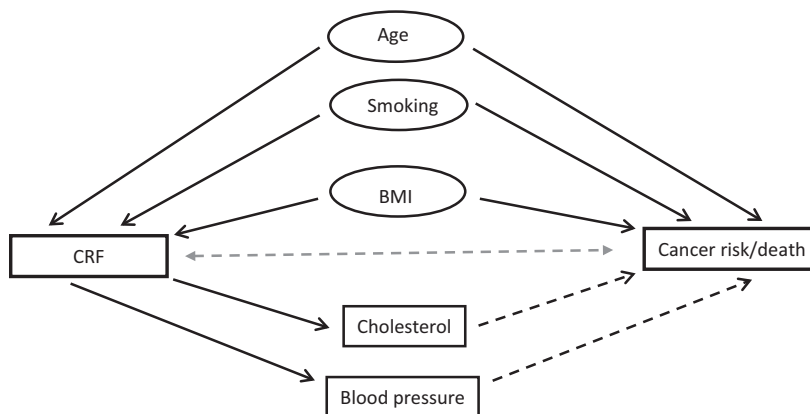 Age
Smoking
BMI
CRF
Cancer risk/death
Cholesterol
Blood pressure